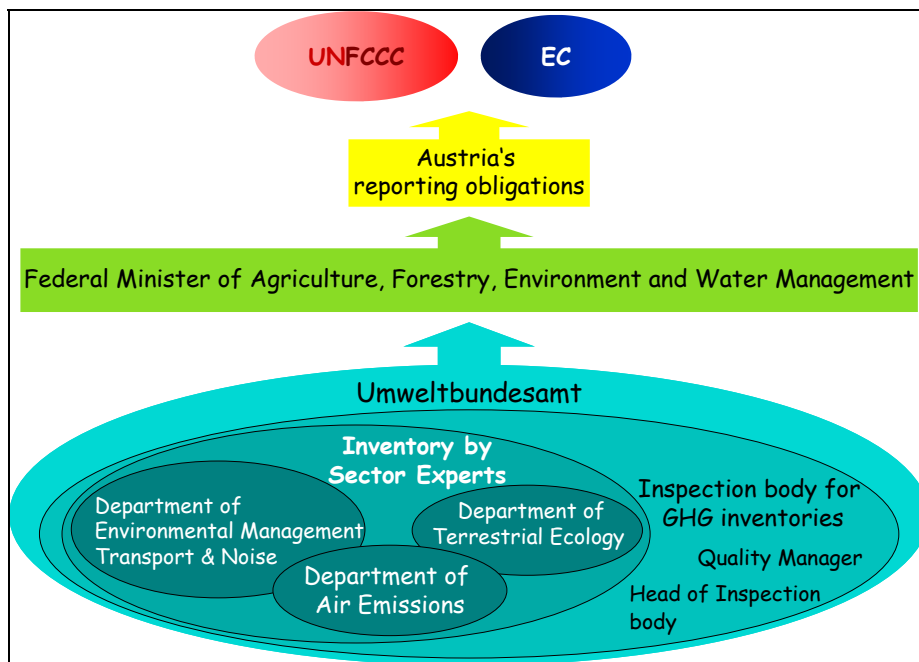 UNFCCC
EC
Austria‘s
reporting obligations
Federal Minister of Agriculture, Forestry, Environment and Water Management
Umweltbundesamt
Inventory by
Sector Experts
Department of
Environmental Management
Transport & Noise
Department of
Terrestrial Ecology
Department of
Air Emissions
Inspection body for
GHG inventories
Quality Manager
Head of Inspection
body